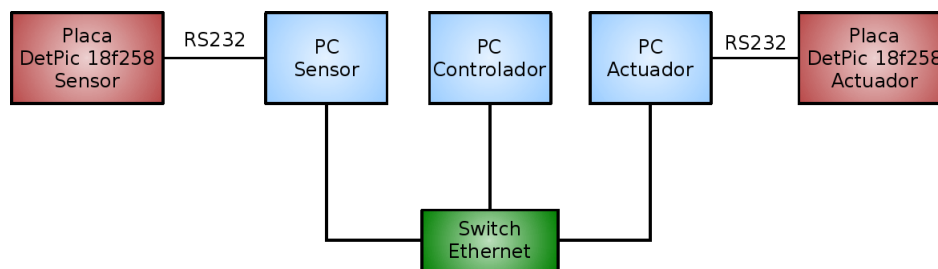 Placa
DetPic 18f258
Sensor
RS232
PC
Sensor
PC
Controlador
PC
Actuador
RS232
Placa
DetPic 18f258
Actuador
Switch
Ethernet